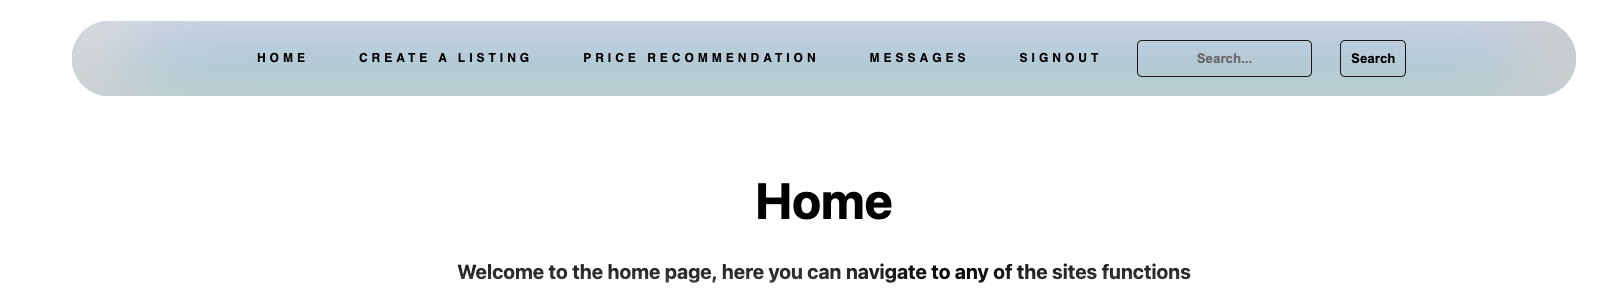 HOME CREATE A LISTING PRICE RECOMMENDATION MESSAGES SIGNOUT Search... Search
Home
Welcome to the home page, here you can navigate to any of the sites functions